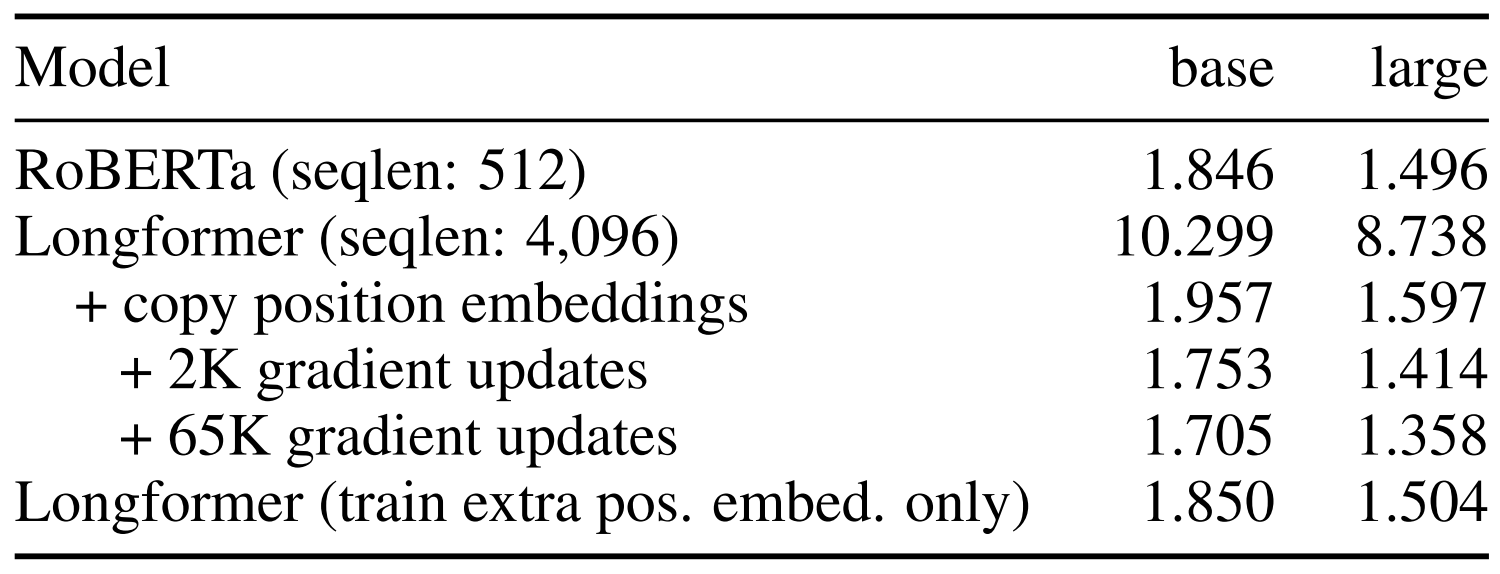 Model base large
RoBERTa (seqlen: 512) 1.846 1.496
Longformer (seqlen: 4,096) 10.299 8.738
+ copy position embeddings 1.957 1.597
+ 2K gradient updates 1.753 1.414
+ 65K gradient updates 1.705 1.358
Longformer (train extra pos. embed. only) 1.850 1.504